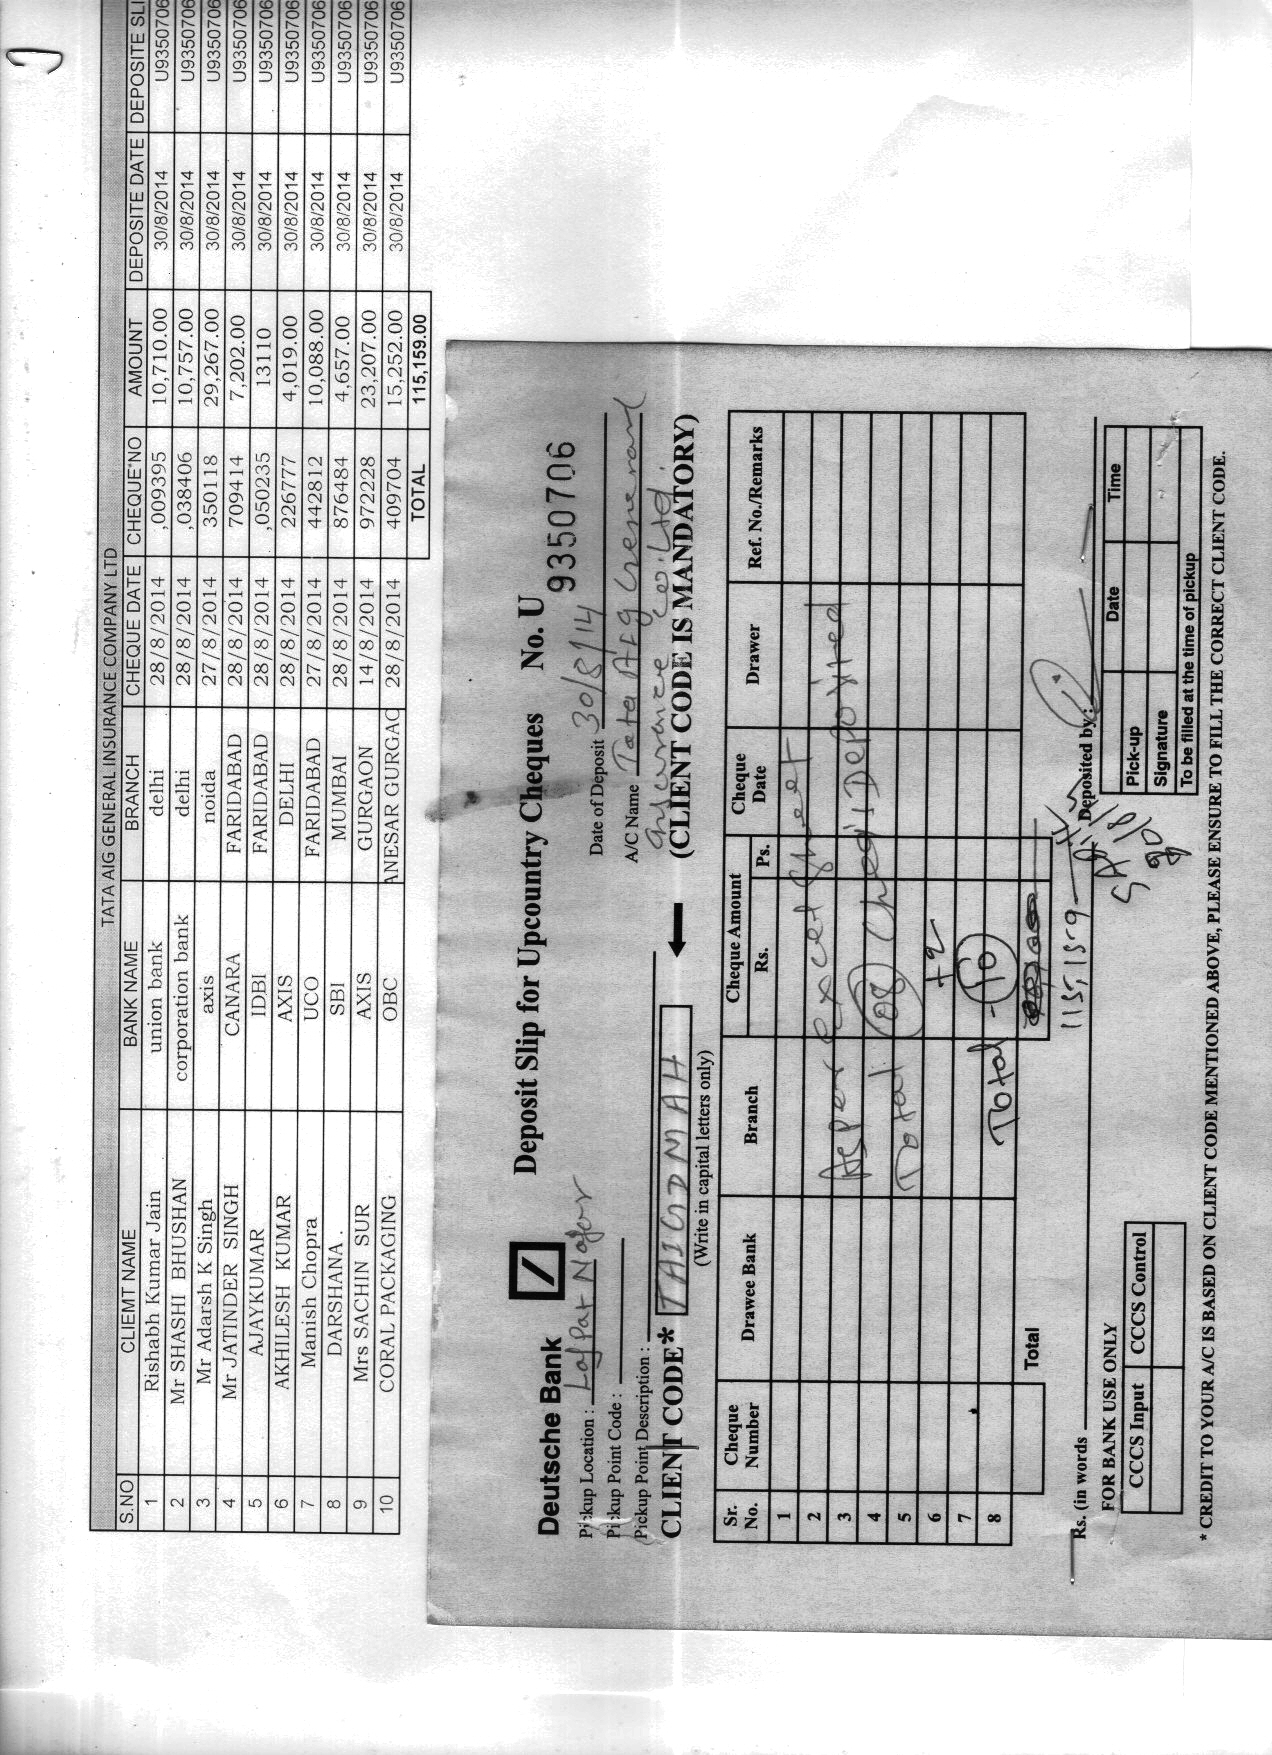 TATA AIG GENERAL INSURANCE COMPANY LTD
S.NO CLIEMT NAME BANK NAME BRANCH CHEQUE DATE CHEQUE NO AMOUNT DEPOSITE DATE DEPOSITE SLI
1 Rishabh Kumar Jain union bank delhi 28/8/2014 ,009395 10,710.00 30/8/2014 U9350706
2 Mr SHASHI BHUSHAN corporation bank delhi 28/8/2014 ,038406 10,757.00 30/8/2014 U9350706
3 Mr Adarsh K Singh axis noida 27/8/2014 350118 29,267.00 30/8/2014 U9350706
4 Mr JATINDER SINGH CANARA FARIDABAD 28/8/2014 709414 7,202.00 30/8/2014 U9350706
5 AJAYKUMAR IDBI FARIDABAD 28/8/2014 ,050235 13110 30/8/2014 U9350706
6 AKHILESH KUMAR AXIS DELHI 28/8/2014 226777 4,019.00 30/8/2014 U9350706
7 Manish Chopra UCO FARIDABAD 27/8/2014 442812 10,088.00 30/8/2014 U9350706
8 DARSHANA . SBI MUMBAI 28/8/2014 876484 4,657.00 30/8/2014 U9350706
9 Mrs SACHIN SUR AXIS GURGAON 14/8/2014 972228 23,207.00 30/8/2014 U9350706
10 CORAL PACKAGING OBC ANESAR GURGAO 28/8/2014 409704 15,252.00 30/8/2014 U9350706
TOTAL 115,159.00
Deutsche Bank Deposit Slip for Upcountry Cheques No. U 9350706
Pickup Location : Lajpat Nagar Date of Deposit 30/8/14
Pickup Point Code : A/C Name Tata AIG General
Pickup Point Description : Insurance Co. Ltd
CLIENT CODE* TAIGDMAH (CLIENT CODE IS MANDATORY)
(Write in capital letters only)
Sr. No. Cheque Number Drawee Bank Branch Cheque Amount Rs. Ps. Cheque Date Drawer Ref. No./Remarks
1
2
3 As per excel sheet
4
5 Total 08 Deposited
6 +2
7
8 Total - 10
Total
Rs. (in words 115,159 Deposited by :
FOR BANK USE ONLY
CCCS Input CCCS Control
Pick-up Date Time
Signature
To be filled at the time of pickup
* CREDIT TO YOUR A/C IS BASED ON CLIENT CODE MENTIONED ABOVE, PLEASE ENSURE TO FILL THE CORRECT CLIENT CODE.